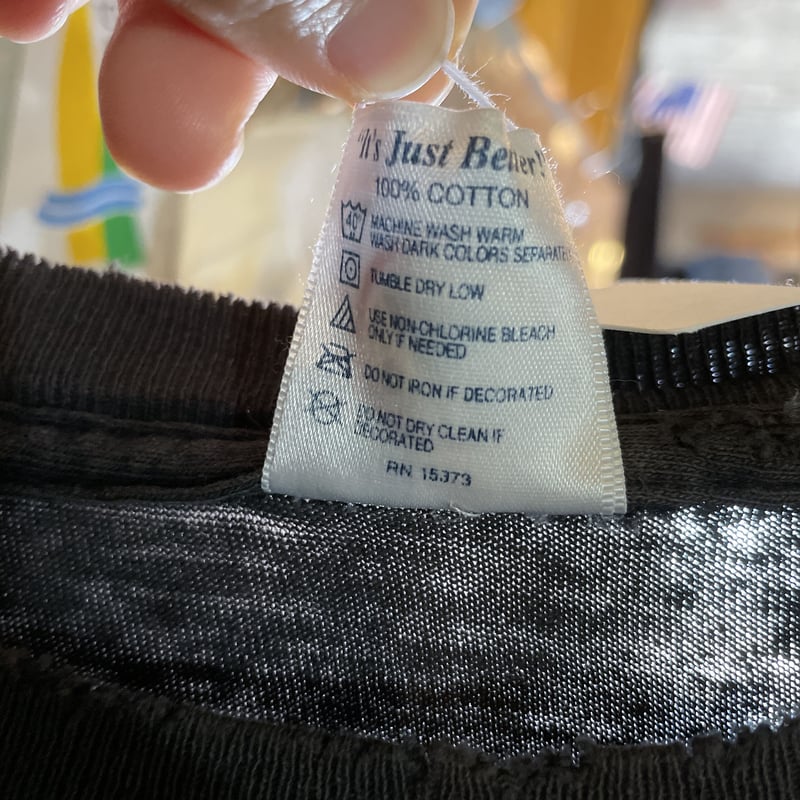 "It's Just Better!
100% COTTON
40
MACHINE WASH WARM
WASH DARK COLORS SEPARATELY
TUMBLE DRY LOW
USE NON-CHLORINE BLEACH
ONLY IF NEEDED
DO NOT IRON IF DECORATED
DO NOT DRY CLEAN IF
DECORATED
RN 15373